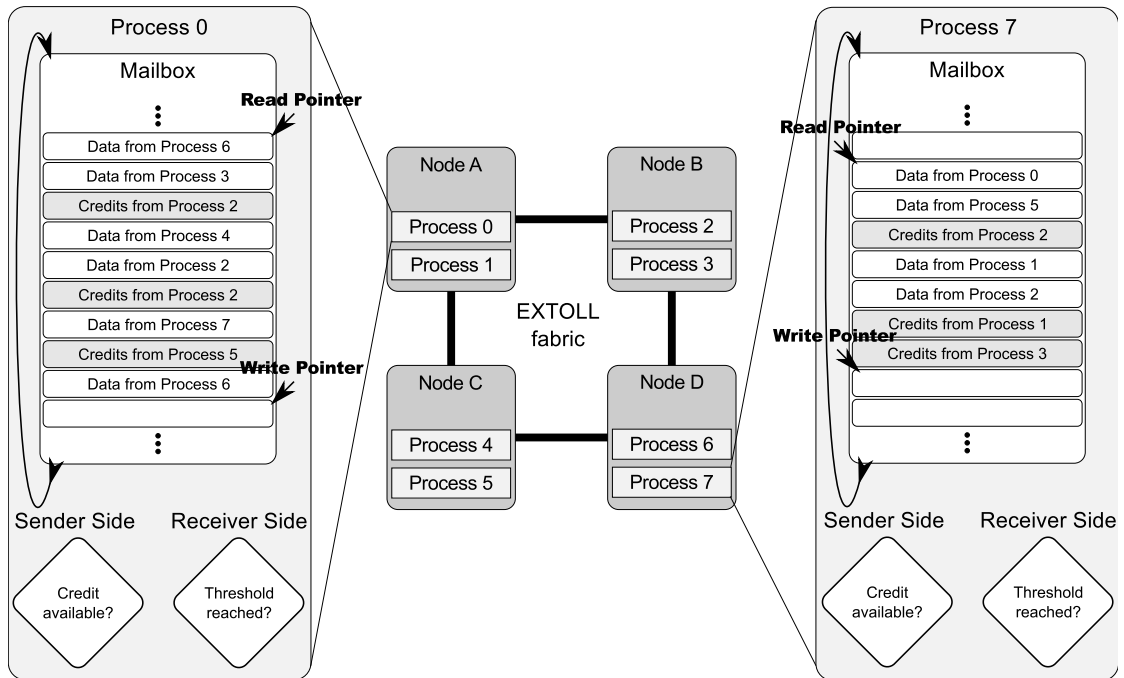 Process 0
Mailbox
Read Pointer
Data from Process 6
Data from Process 3
Credits from Process 2
Data from Process 4
Data from Process 2
Credits from Process 2
Data from Process 7
Credits from Process 5
Write Pointer
Data from Process 6
Sender Side
Receiver Side
Credit
available?
Threshold
reached?
Node A
Process 0
Process 1
Node B
Process 2
Process 3
EXTOLL
fabric
Node C
Process 4
Process 5
Node D
Process 6
Process 7
Process 7
Mailbox
Read Pointer
Data from Process 0
Data from Process 5
Credits from Process 2
Data from Process 1
Data from Process 2
Credits from Process 1
Write Pointer
Credits from Process 3
Sender Side
Receiver Side
Credit
available?
Threshold
reached?